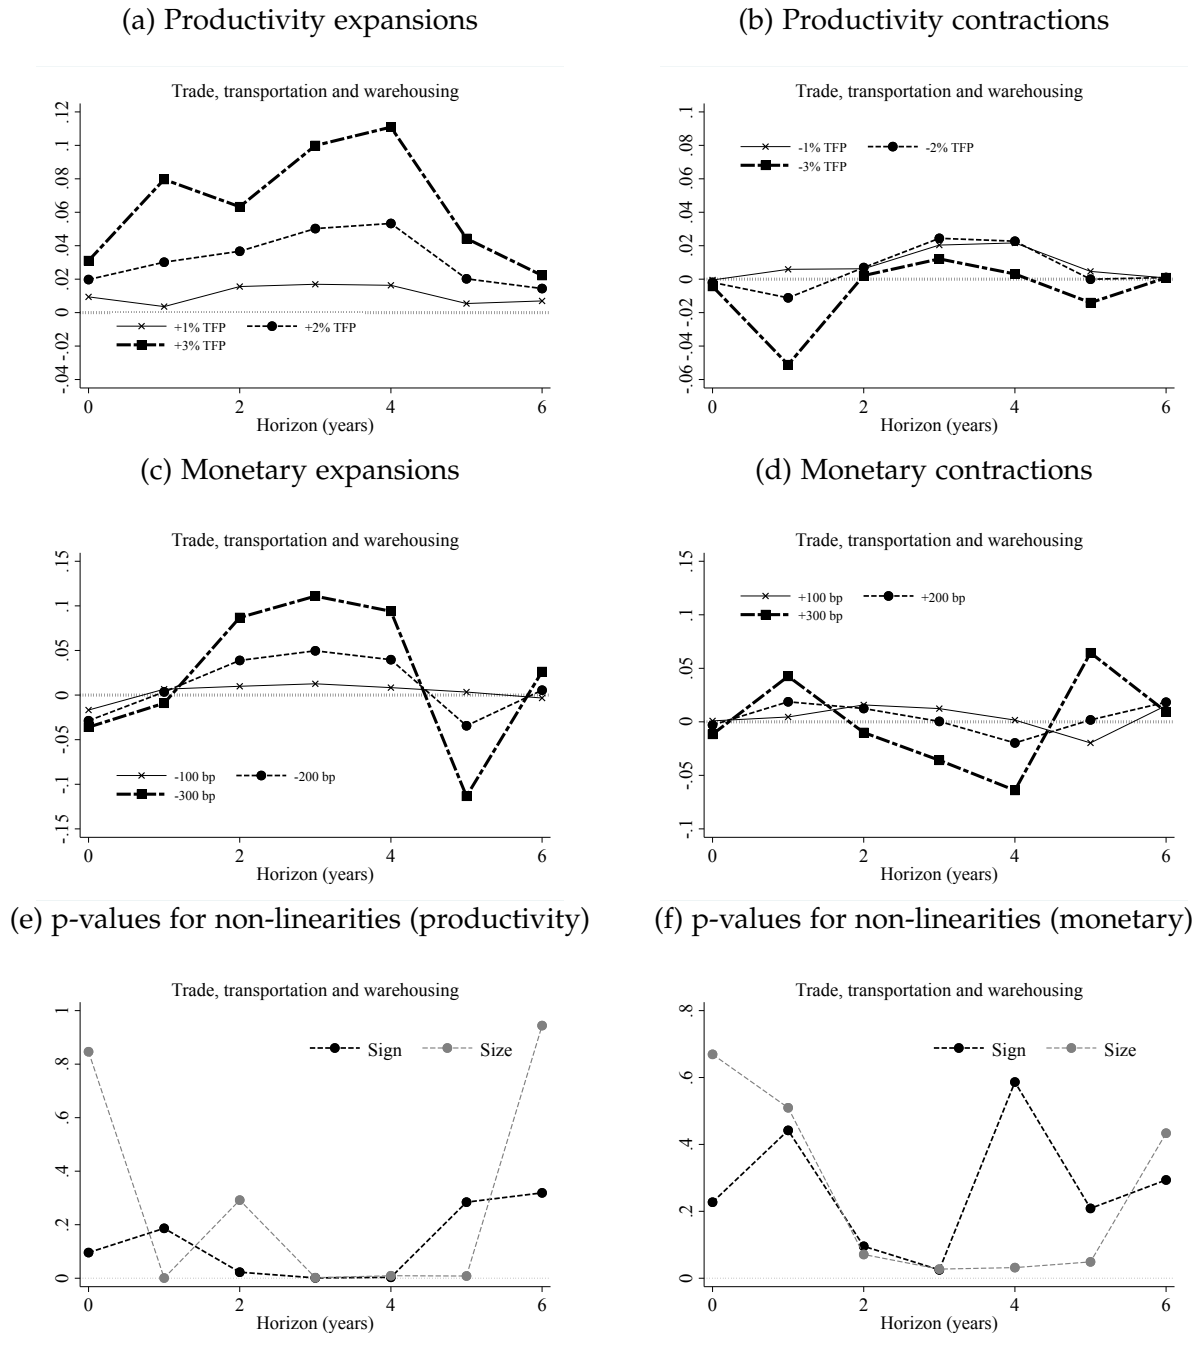 (a) Productivity expansions
(b) Productivity contractions
Trade, transportation and warehousing
.12
.1
.08
.06
.04
.02
0
-.02
-.04
+1% TFP
+2% TFP
+3% TFP
0 2 4 6
Horizon (years)
Trade, transportation and warehousing
.1
.08
.06
.04
.02
0
-.02
-.04
-.06
-1% TFP
-2% TFP
-3% TFP
0 2 4 6
Horizon (years)
(c) Monetary expansions
(d) Monetary contractions
Trade, transportation and warehousing
.15
.1
.05
0
-.05
-.1
-.15
-100 bp
-200 bp
-300 bp
0 2 4 6
Horizon (years)
Trade, transportation and warehousing
.15
.1
.05
0
-.05
-.1
+100 bp
+200 bp
+300 bp
0 2 4 6
Horizon (years)
(e) p-values for non-linearities (productivity)
(f) p-values for non-linearities (monetary)
Trade, transportation and warehousing
1
.8
.6
.4
.2
0
Sign
Size
0 2 4 6
Horizon (years)
Trade, transportation and warehousing
.8
.6
.4
.2
0
Sign
Size
0 2 4 6
Horizon (years)